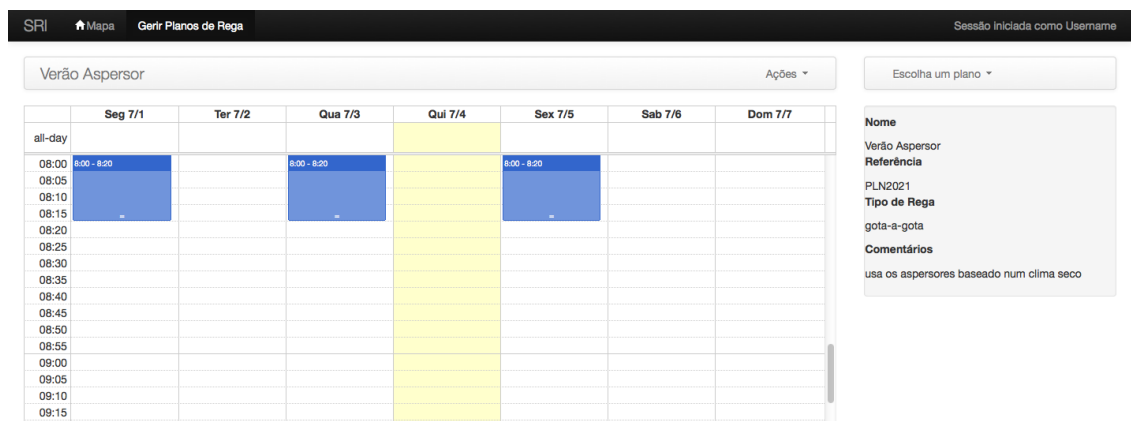 SRI Mapa Gerir Planos de Rega Sessão iniciada como Username
Verão Aspersor Ações Escolha um plano
Seg 7/1 Ter 7/2 Qua 7/3 Qui 7/4 Sex 7/5 Sab 7/6 Dom 7/7
all-day
08:00 8:00 - 8:20 8:00 - 8:20 8:00 - 8:20
08:05
08:10
08:15
08:20
08:25
08:30
08:35
08:40
08:45
08:50
08:55
09:00
09:05
09:10
09:15
Nome
Verão Aspersor
Referência
PLN2021
Tipo de Rega
gota-a-gota
Comentários
usa os aspersores baseado num clima seco